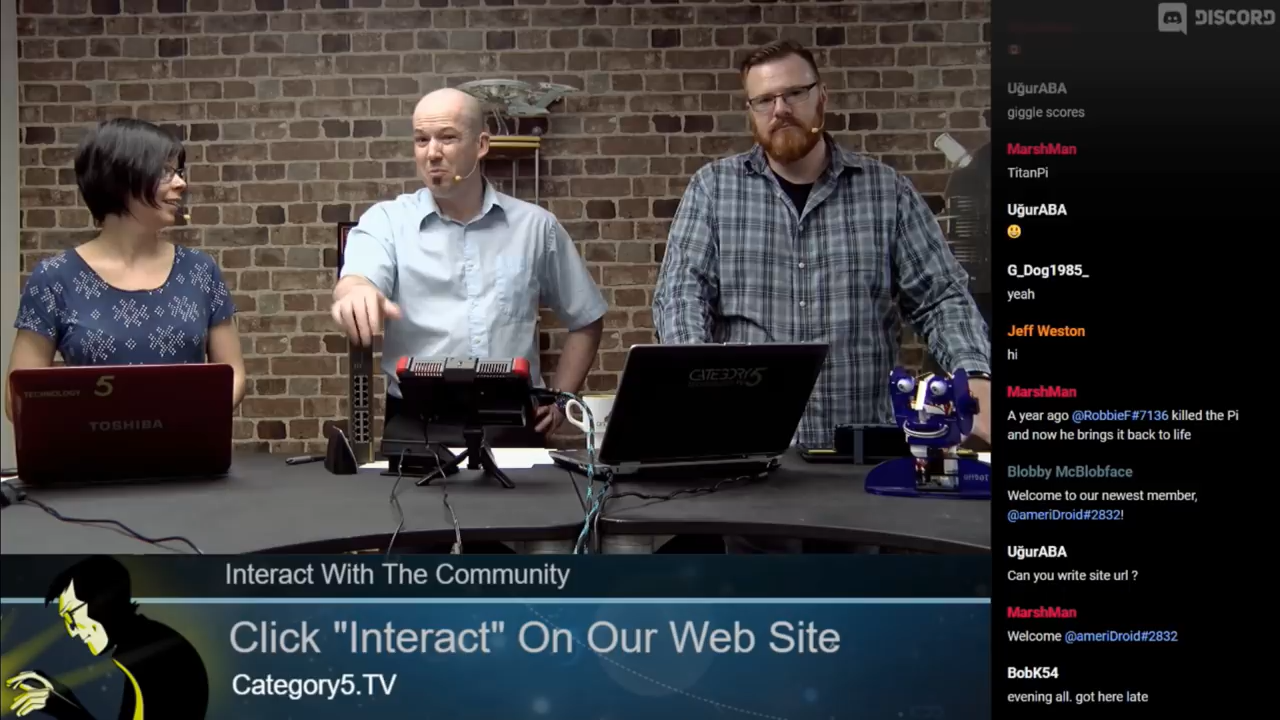 DISCORD
UğurABA
giggle scores
MarshMan
TitanPi
UğurABA
G_Dog1985_
yeah
Jeff Weston
hi
MarshMan
A year ago @RobbieF#7136 killed the Pi
and now he brings it back to life
Blobby McBlobface
Welcome to our newest member,
@ameriDroid#2832!
UğurABA
Can you write site url ?
MarshMan
Welcome @ameriDroid#2832
BobK54
evening all. got here late
TECHNOLOGY 5
TOSHIBA
CATEGORY5
Interact With The Community
Click "Interact" On Our Web Site
Category5.TV